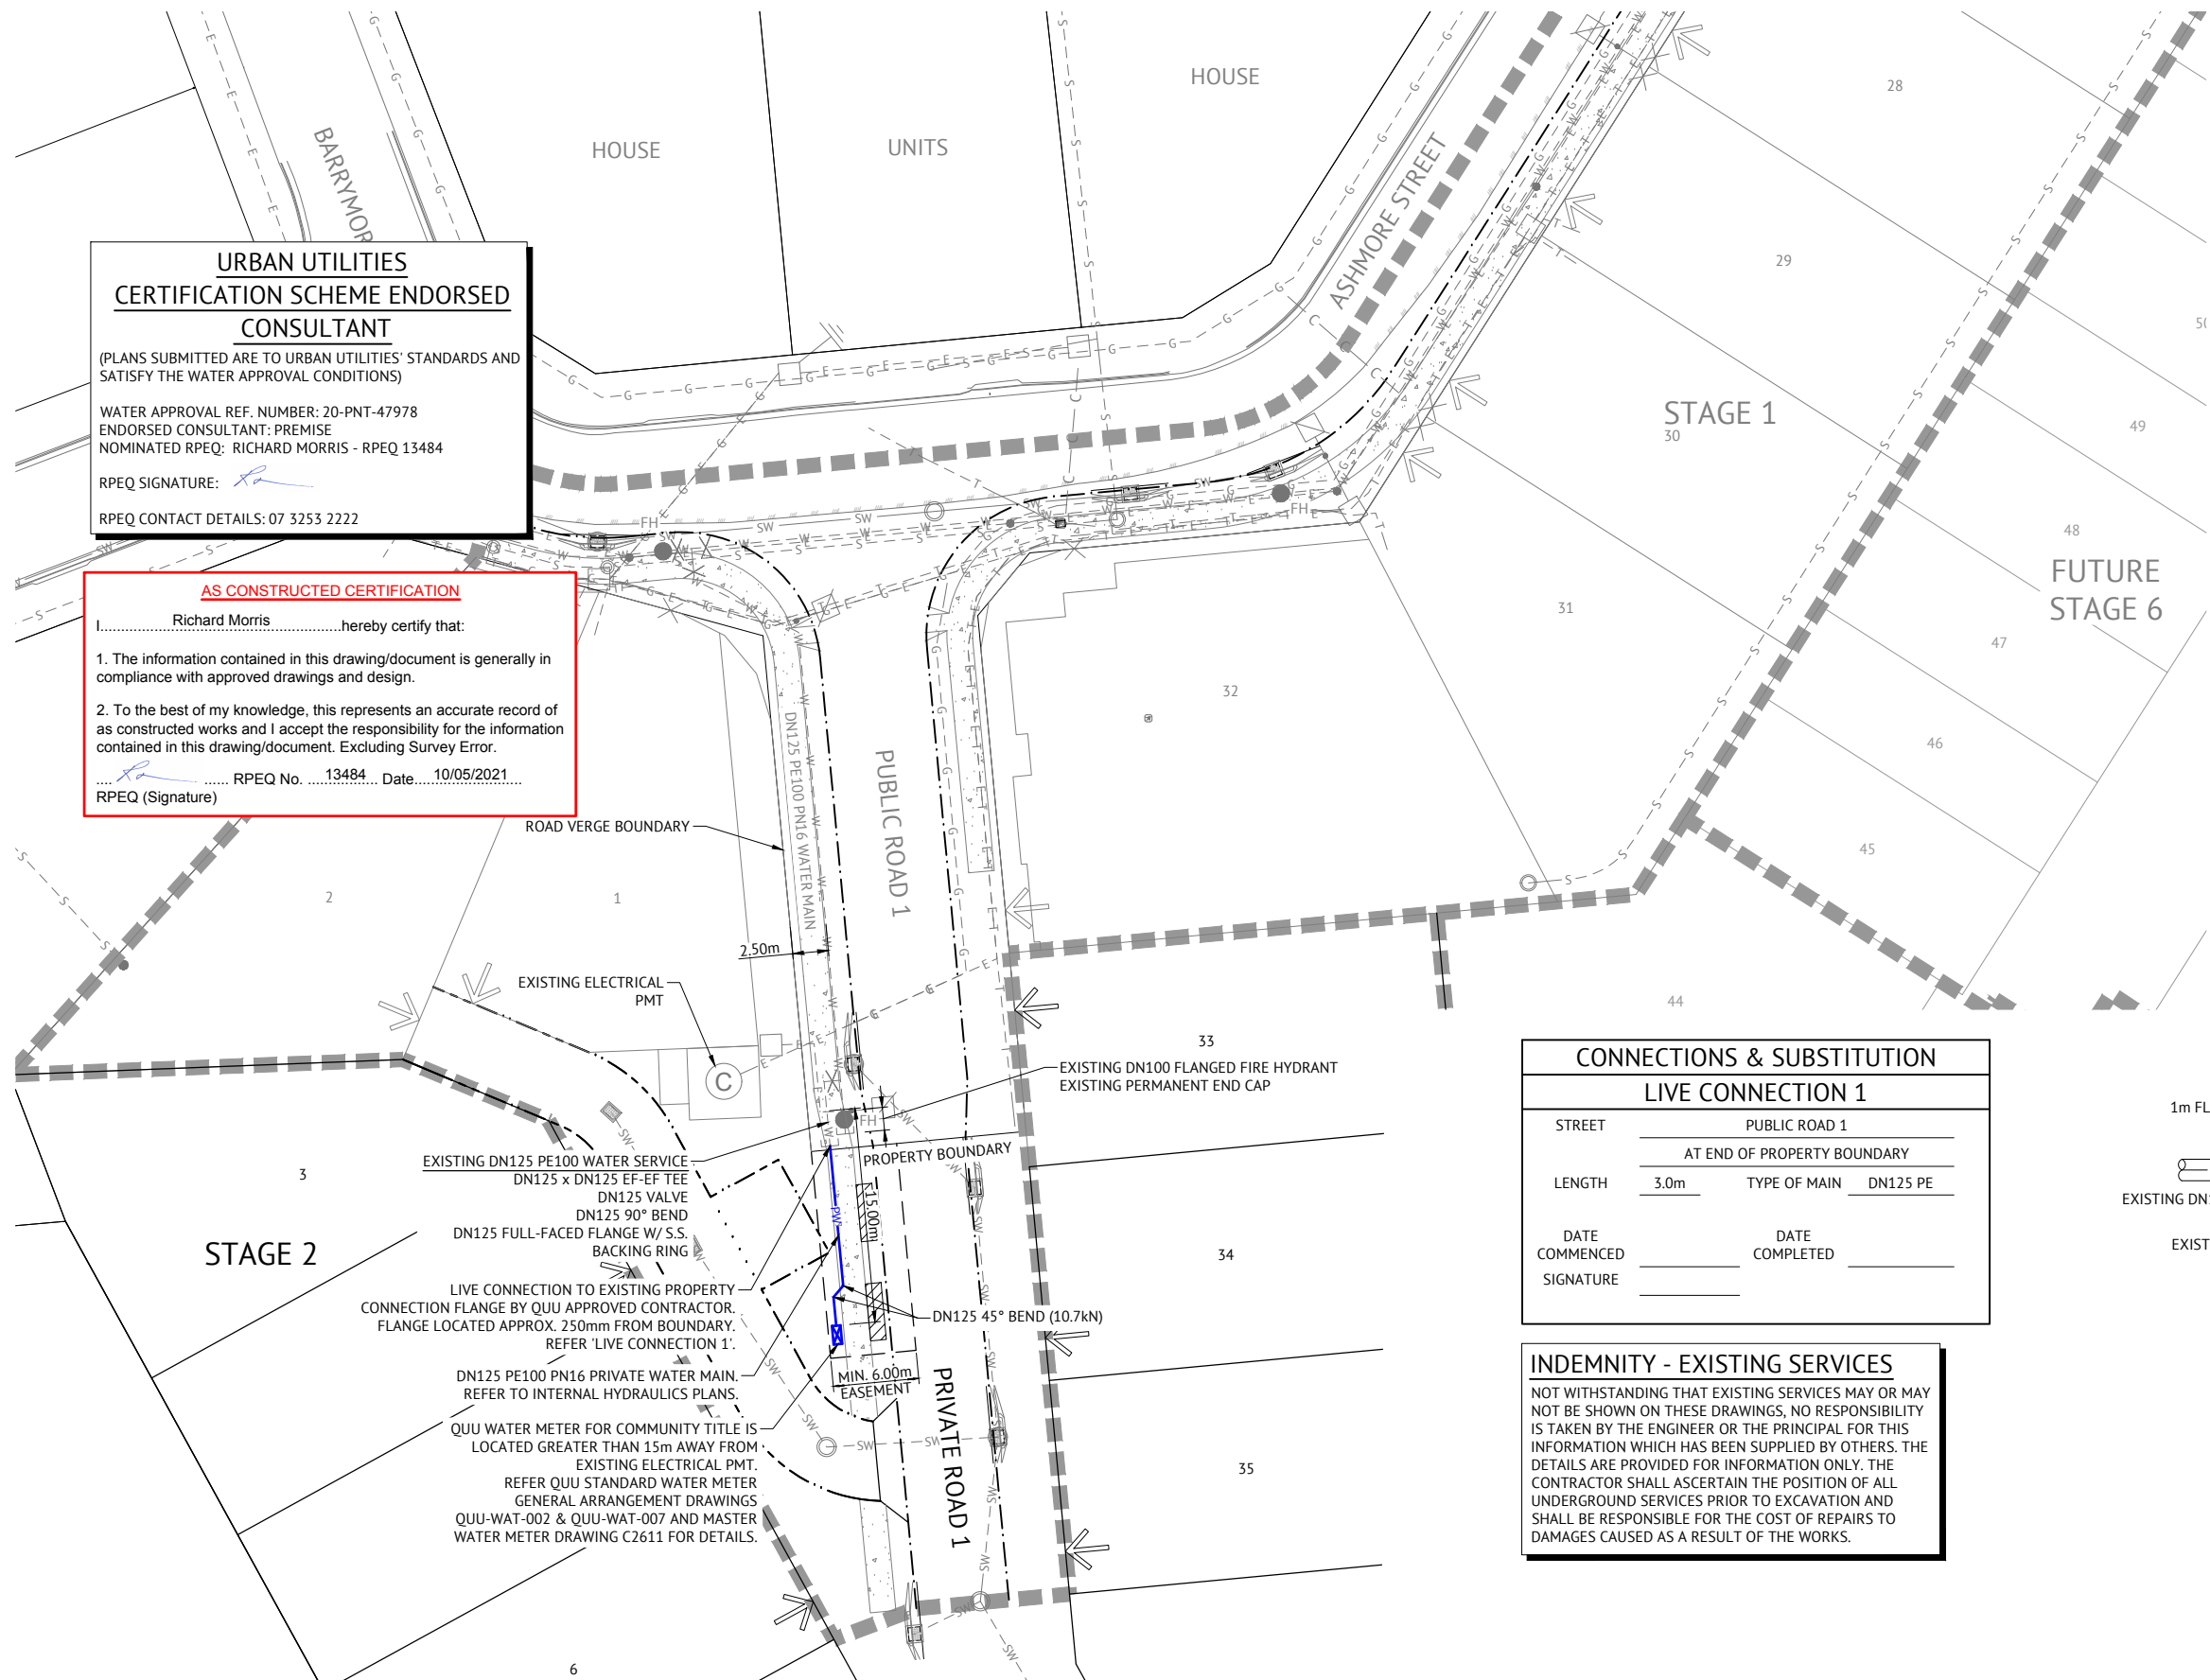 HOUSE
UNITS
HOUSE
BARRYMOR
ASHMORE STREET
28
29
STAGE 1
30
50
49
48
FUTURE
STAGE 6
47
46
45
44
31
32
URBAN UTILITIES
CERTIFICATION SCHEME ENDORSED
CONSULTANT
(PLANS SUBMITTED ARE TO URBAN UTILITIES' STANDARDS AND
SATISFY THE WATER APPROVAL CONDITIONS)
WATER APPROVAL REF. NUMBER: 20-PNT-47978
ENDORSED CONSULTANT: PREMISE
NOMINATED RPEQ: RICHARD MORRIS - RPEQ 13484
RPEQ SIGNATURE:
RPEQ CONTACT DETAILS: 07 3253 2222
FH
FH
AS CONSTRUCTED CERTIFICATION
I.....Richard Morris.....hereby certify that:
1. The information contained in this drawing/document is generally in
compliance with approved drawings and design.
2. To the best of my knowledge, this represents an accurate record of
as constructed works and I accept the responsibility for the information
contained in this drawing/document. Excluding Survey Error.
.... ...... RPEQ No. ....13484... Date....10/05/2021....
RPEQ (Signature)
ROAD VERGE BOUNDARY
DN125 PE100 PN16 WATER MAIN
PUBLIC ROAD 1
2
1
2.50m
EXISTING ELECTRICAL
PMT
C
33
EXISTING DN100 FLANGED FIRE HYDRANT
EXISTING PERMANENT END CAP
FH
PROPERTY BOUNDARY
EXISTING DN125 PE100 WATER SERVICE
DN125 x DN125 EF-EF TEE
DN125 VALVE
DN125 90° BEND
DN125 FULL-FACED FLANGE W/ S.S.
BACKING RING
PW
15.00m
3
STAGE 2
34
LIVE CONNECTION TO EXISTING PROPERTY
CONNECTION FLANGE BY QUU APPROVED CONTRACTOR.
FLANGE LOCATED APPROX. 250mm FROM BOUNDARY.
REFER 'LIVE CONNECTION 1'.
DN125 45° BEND (10.7kN)
DN125 PE100 PN16 PRIVATE WATER MAIN.
REFER TO INTERNAL HYDRAULICS PLANS.
MIN. 6.00m
EASEMENT
PRIVATE ROAD 1
QUU WATER METER FOR COMMUNITY TITLE IS
LOCATED GREATER THAN 15m AWAY FROM
EXISTING ELECTRICAL PMT.
REFER QUU STANDARD WATER METER
GENERAL ARRANGEMENT DRAWINGS
QUU-WAT-002 & QUU-WAT-007 AND MASTER
WATER METER DRAWING C2611 FOR DETAILS.
35
6
CONNECTIONS & SUBSTITUTION
LIVE CONNECTION 1
STREET PUBLIC ROAD 1
AT END OF PROPERTY BOUNDARY
LENGTH 3.0m TYPE OF MAIN DN125 PE
DATE
COMMENCED
DATE
COMPLETED
SIGNATURE
1m FL
EXISTING DN
EXIST
INDEMNITY - EXISTING SERVICES
NOT WITHSTANDING THAT EXISTING SERVICES MAY OR MAY
NOT BE SHOWN ON THESE DRAWINGS, NO RESPONSIBILITY
IS TAKEN BY THE ENGINEER OR THE PRINCIPAL FOR THIS
INFORMATION WHICH HAS BEEN SUPPLIED BY OTHERS. THE
DETAILS ARE PROVIDED FOR INFORMATION ONLY. THE
CONTRACTOR SHALL ASCERTAIN THE POSITION OF ALL
UNDERGROUND SERVICES PRIOR TO EXCAVATION AND
SHALL BE RESPONSIBLE FOR THE COST OF REPAIRS TO
DAMAGES CAUSED AS A RESULT OF THE WORKS.